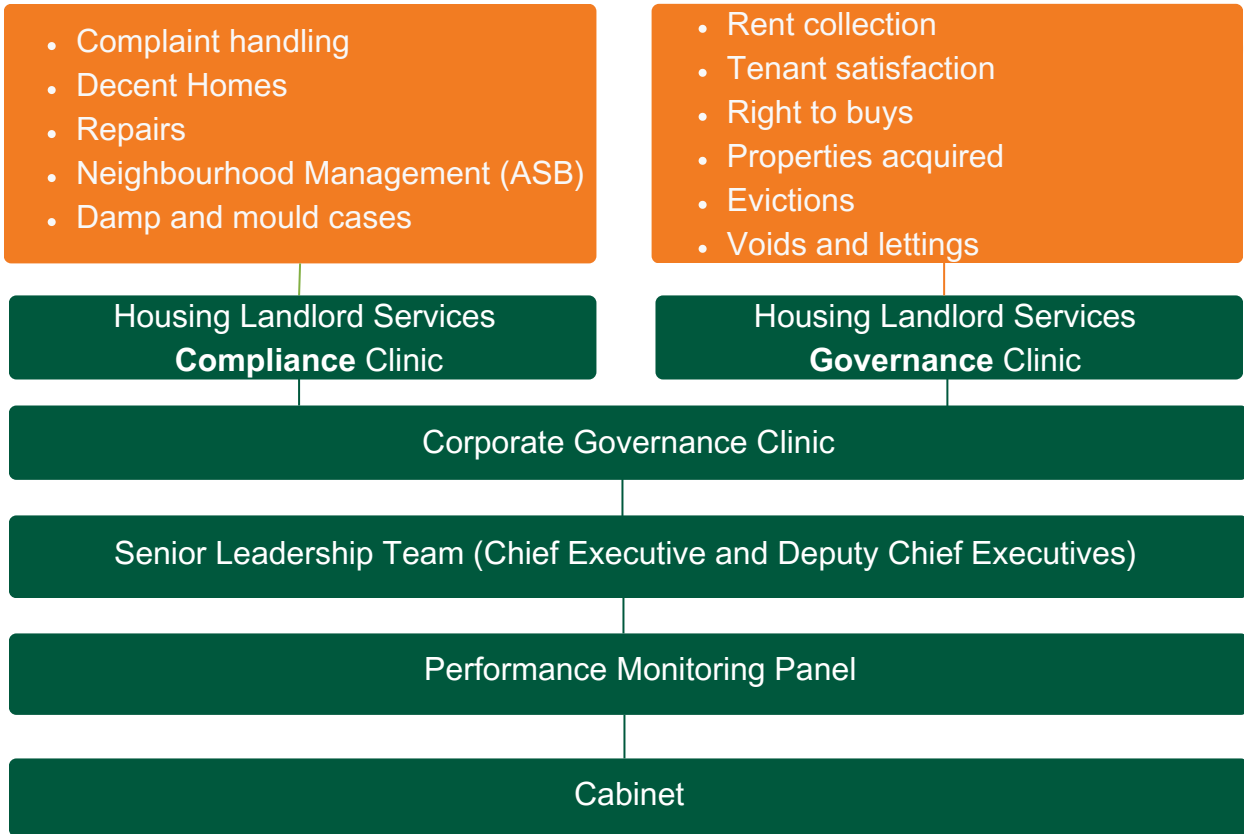 • Complaint handling
• Decent Homes
• Repairs
• Neighbourhood Management (ASB)
• Damp and mould cases
• Rent collection
• Tenant satisfaction
• Right to buys
• Properties acquired
• Evictions
• Voids and lettings
Housing Landlord Services
Compliance Clinic
Housing Landlord Services
Governance Clinic
Corporate Governance Clinic
Senior Leadership Team (Chief Executive and Deputy Chief Executives)
Performance Monitoring Panel
Cabinet